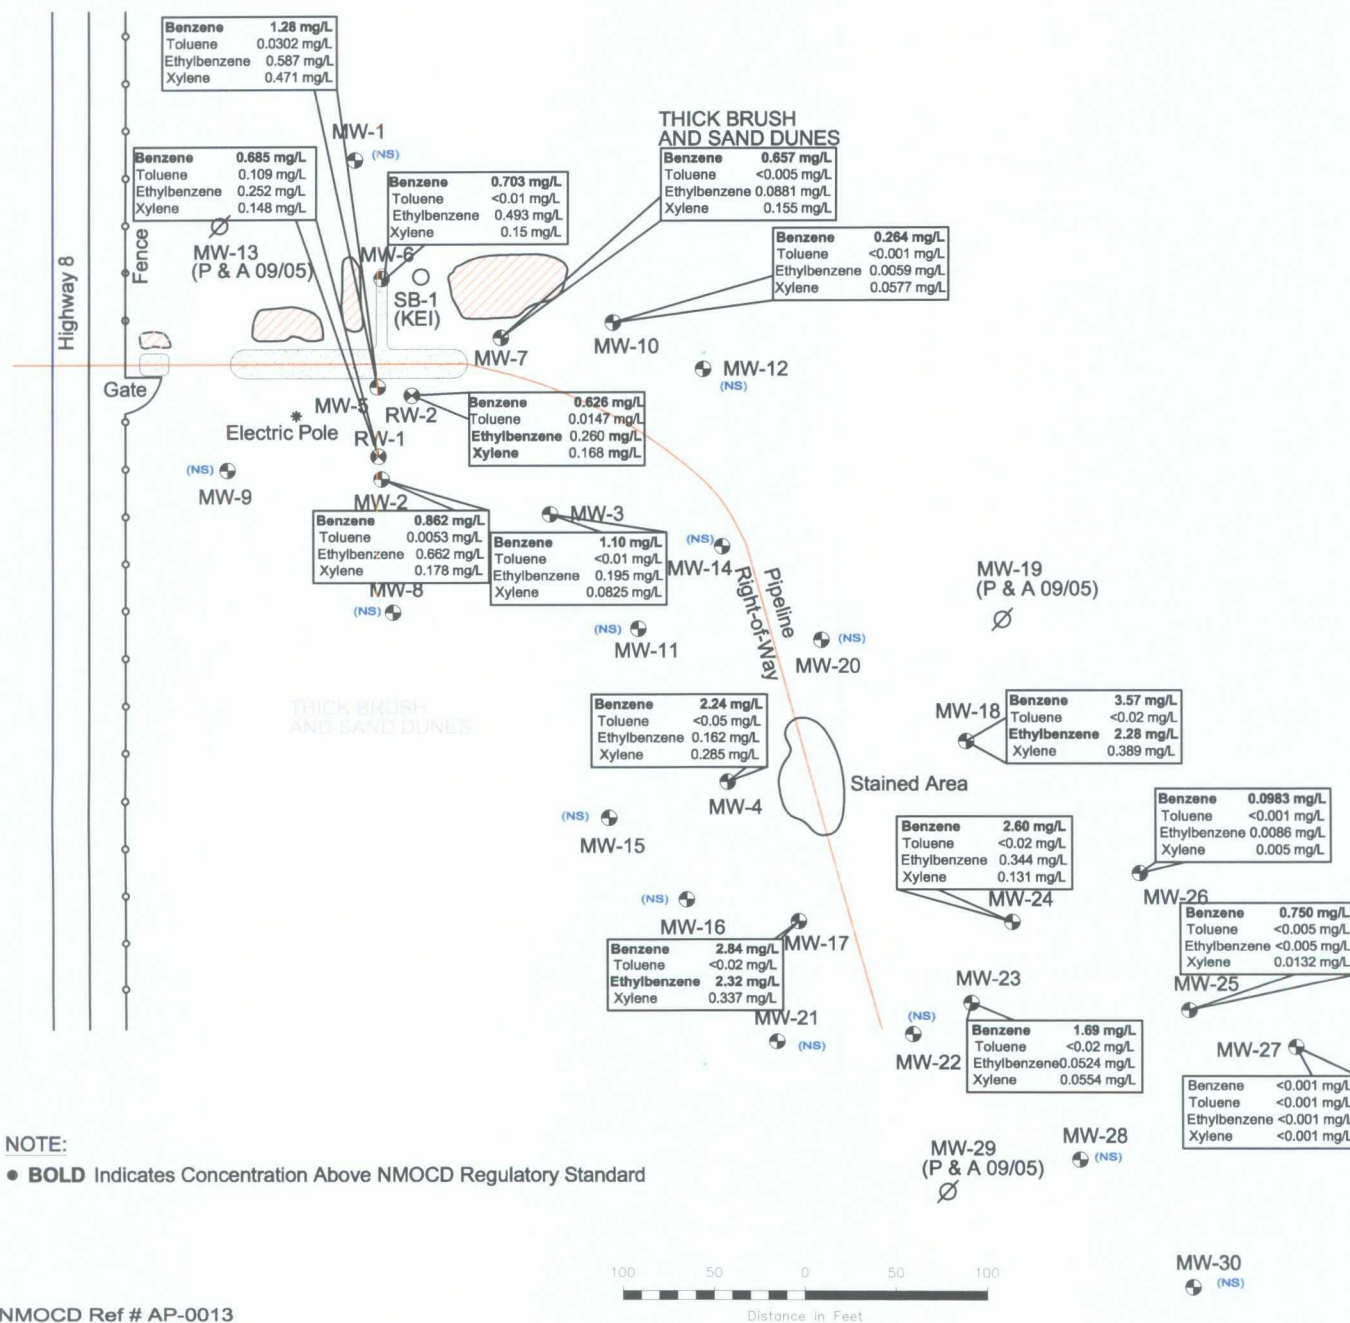 Benzene 1.28 mg/L
Toluene 0.0302 mg/L
Ethylbenzene 0.587 mg/L
Xylene 0.471 mg/L
MW-1
(NS)
THICK BRUSH
AND SAND DUNES
Benzene 0.685 mg/L
Toluene 0.109 mg/L
Ethylbenzene 0.252 mg/L
Xylene 0.148 mg/L
Benzene 0.703 mg/L
Toluene <0.01 mg/L
Ethylbenzene 0.493 mg/L
Xylene 0.15 mg/L
Benzene 0.657 mg/L
Toluene <0.005 mg/L
Ethylbenzene 0.0881 mg/L
Xylene 0.155 mg/L
Benzene 0.264 mg/L
Toluene <0.001 mg/L
Ethylbenzene 0.0059 mg/L
Xylene 0.0577 mg/L
Highway 8
Fence
MW-13
(P & A 09/05)
MW-6
SB-1
(KEI)
MW-7
MW-10
MW-12
(NS)
Gate
MW-5
RW-2
Electric Pole
RW-1
Benzene 0.626 mg/L
Toluene 0.0147 mg/L
Ethylbenzene 0.260 mg/L
Xylene 0.168 mg/L
(NS)
MW-9
MW-2
MW-3
Benzene 0.862 mg/L
Toluene 0.0053 mg/L
Ethylbenzene 0.662 mg/L
Xylene 0.178 mg/L
Benzene 1.10 mg/L
Toluene <0.01 mg/L
Ethylbenzene 0.195 mg/L
Xylene 0.0825 mg/L
(NS)
MW-14
Pipeline
Right-of-Way
MW-19
(P & A 09/05)
MW-8
(NS)
(NS)
MW-11
(NS)
MW-20
THICK BRUSH
AND SAND DUNES
Benzene 2.24 mg/L
Toluene <0.05 mg/L
Ethylbenzene 0.162 mg/L
Xylene 0.285 mg/L
MW-18
Benzene 3.57 mg/L
Toluene <0.02 mg/L
Ethylbenzene 2.28 mg/L
Xylene 0.389 mg/L
MW-4
Stained Area
(NS)
MW-15
Benzene 2.60 mg/L
Toluene <0.02 mg/L
Ethylbenzene 0.344 mg/L
Xylene 0.131 mg/L
MW-24
Benzene 0.0983 mg/L
Toluene <0.001 mg/L
Ethylbenzene 0.0086 mg/L
Xylene 0.005 mg/L
MW-26
(NS)
MW-16
MW-17
Benzene 2.84 mg/L
Toluene <0.02 mg/L
Ethylbenzene 2.32 mg/L
Xylene 0.337 mg/L
Benzene 0.750 mg/L
Toluene <0.005 mg/L
Ethylbenzene <0.005 mg/L
Xylene 0.0132 mg/L
MW-25
MW-23
MW-21
(NS)
(NS)
MW-22
Benzene 1.69 mg/L
Toluene <0.02 mg/L
Ethylbenzene 0.0524 mg/L
Xylene 0.0554 mg/L
MW-27
Benzene <0.001 mg/L
Toluene <0.001 mg/L
Ethylbenzene <0.001 mg/L
Xylene <0.001 mg/L
MW-28
(NS)
MW-29
(P & A 09/05)
NOTE:
● BOLD Indicates Concentration Above NMOCD Regulatory Standard
MW-30
(NS)
100 50 0 50 100
Distance in Feet
NMOCD Ref # AP-0013